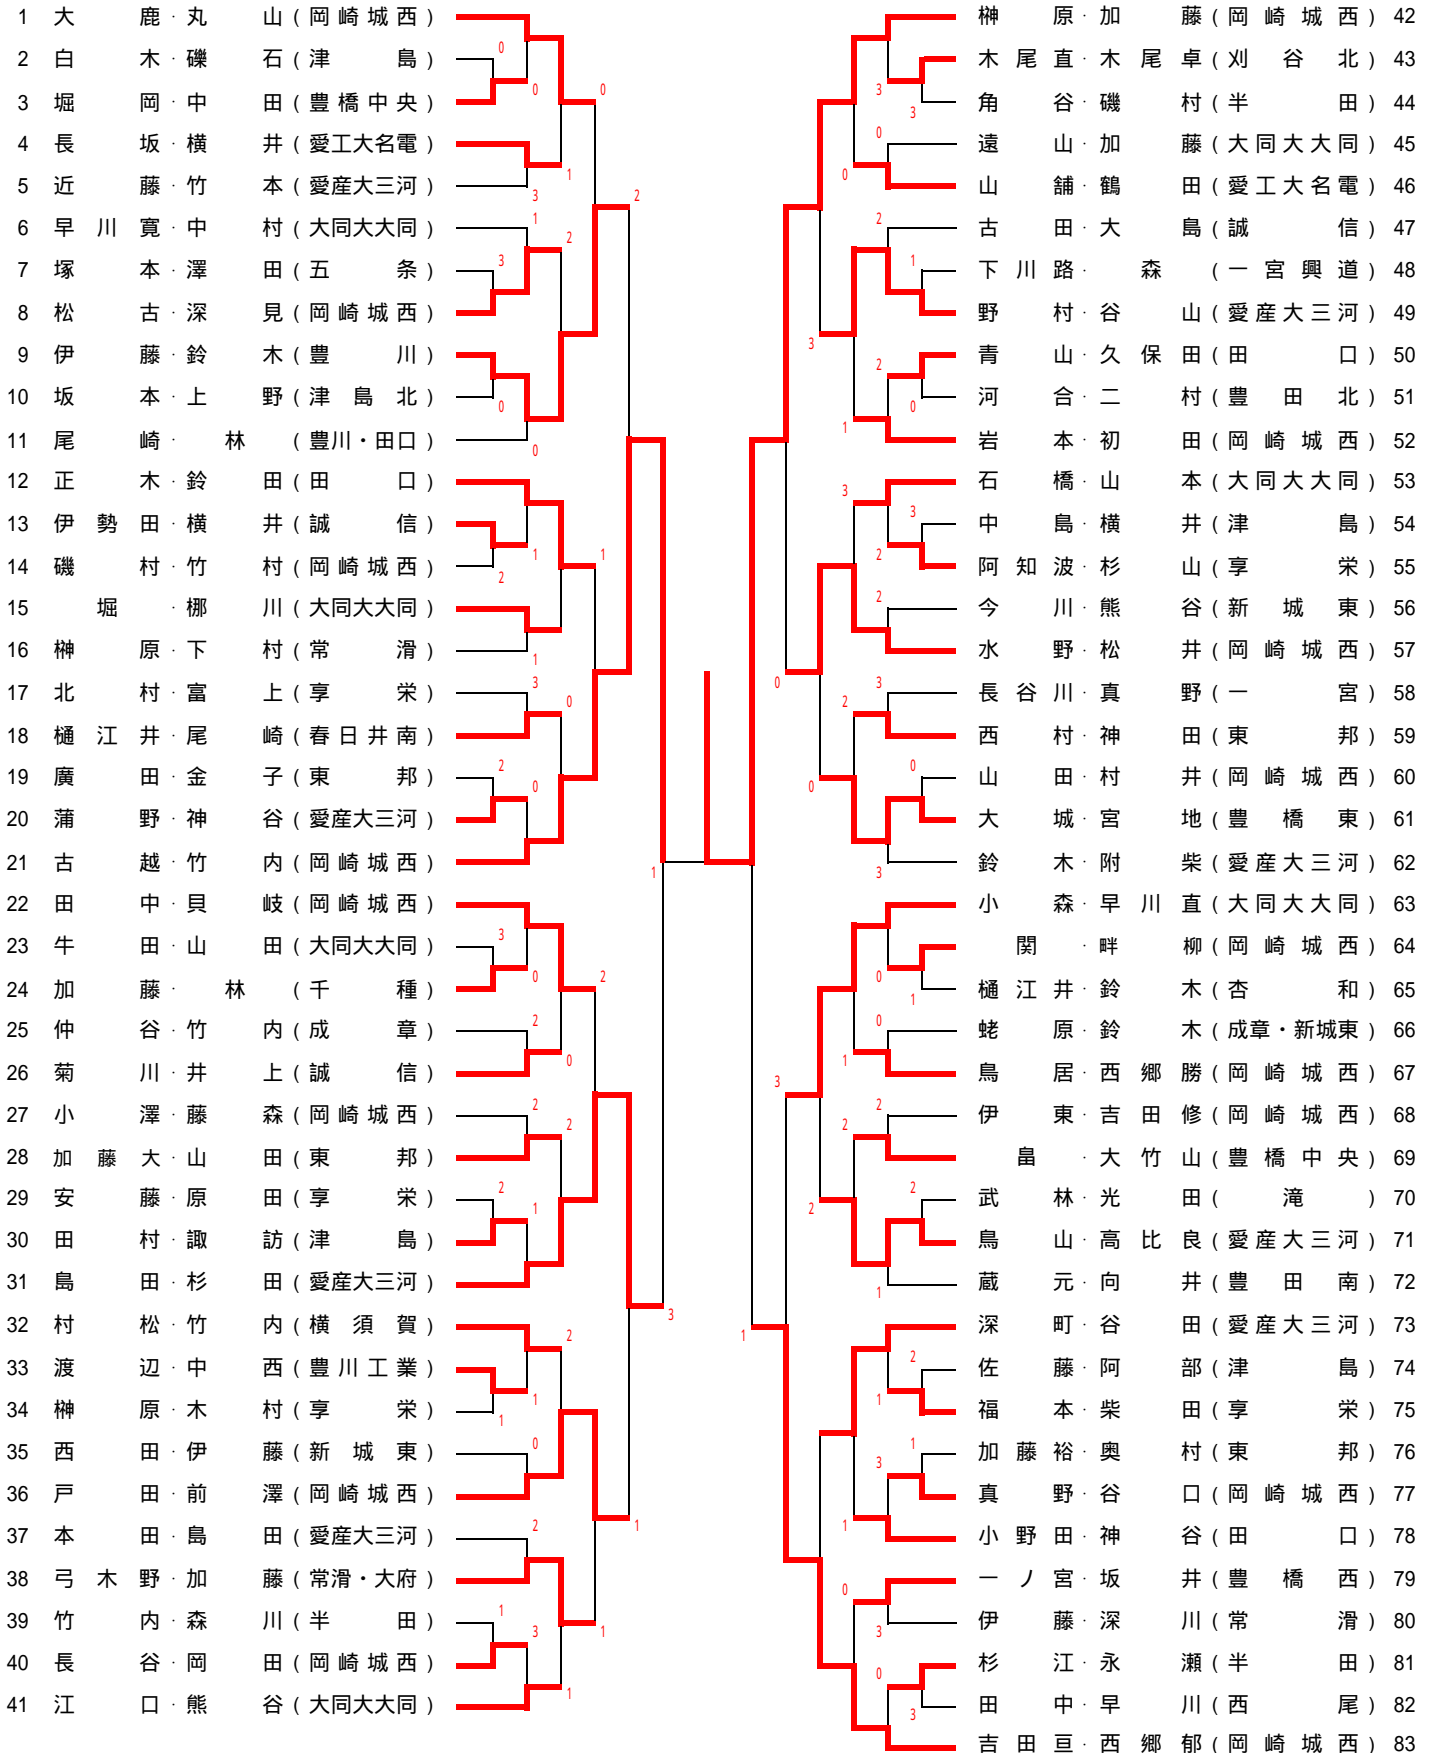 1 大鹿・丸山（岡崎城西）
2 白木・礫石（津島）
3 堀岡・中田（豊橋中央）
4 長坂・横井（愛工大名電）
5 近藤・竹本（愛産大三河）
6 早川寛・中村（大同大大同）
7 塚本・澤田（五条）
8 松古・深見（岡崎城西）
9 伊藤・鈴木（豊川）
10 坂本・上野（津島北）
11 尾崎・林（豊川・田口）
12 正木・鈴田（田口）
13 伊勢田・横井（誠信）
14 磯村・竹村（岡崎城西）
15 堀・梛川（大同大大同）
16 榊原・下村（常滑）
17 北村・富上（享栄）
18 樋江井・尾崎（春日井南）
19 廣田・金子（東邦）
20 蒲野・神谷（愛産大三河）
21 古越・竹内（岡崎城西）
22 田中・貝岐（岡崎城西）
23 牛田・山田（大同大大同）
24 加藤・林（千種）
25 仲谷・竹内（成章）
26 菊川・井上（誠信）
27 小澤・藤森（岡崎城西）
28 加藤大・山田（東邦）
29 安藤・原田（享栄）
30 田村・諏訪（津島）
31 島田・杉田（愛産大三河）
32 村松・竹内（横須賀）
33 渡辺・中西（豊川工業）
34 榊原・木村（享栄）
35 西田・伊藤（新城東）
36 戸田・前澤（岡崎城西）
37 本田・島田（愛産大三河）
38 弓木野・加藤（常滑・大府）
39 竹内・森川（半田）
40 長谷・岡田（岡崎城西）
41 江口・熊谷（大同大大同）
榊原・加藤（岡崎城西）42
木尾直・木尾卓（刈谷北）43
角谷・磯村（半田）44
遠山・加藤（大同大大同）45
山舗・鶴田（愛工大名電）46
古田・大島（誠信）47
下川路・森（一宮興道）48
野村・谷山（愛産大三河）49
青山・久保田（田口）50
河合・二村（豊田北）51
岩本・初田（岡崎城西）52
石橋・山本（大同大大同）53
中島・横井（津島）54
阿知波・杉山（享栄）55
今川・熊谷（新城東）56
水野・松井（岡崎城西）57
長谷川・真野（一宮）58
西村・神田（東邦）59
山田・村井（岡崎城西）60
大城・宮地（豊橋東）61
鈴木・附柴（愛産大三河）62
小森・早川直（大同大大同）63
関・畔柳（岡崎城西）64
樋江井・鈴木（杏和）65
蛯原・鈴木（成章・新城東）66
鳥居・西郷勝（岡崎城西）67
伊東・吉田修（岡崎城西）68
畠・大竹山（豊橋中央）69
武林・光田（滝）70
鳥山・高比良（愛産大三河）71
蔵元・向井（豊田南）72
深町・谷田（愛産大三河）73
佐藤・阿部（津島）74
福本・柴田（享栄）75
加藤裕・奥村（東邦）76
真野・谷口（岡崎城西）77
小野田・神谷（田口）78
一ノ宮・坂井（豊橋西）79
伊藤・深川（常滑）80
杉江・永瀬（半田）81
田中・早川（西尾）82
吉田亘・西郷郁（岡崎城西）83